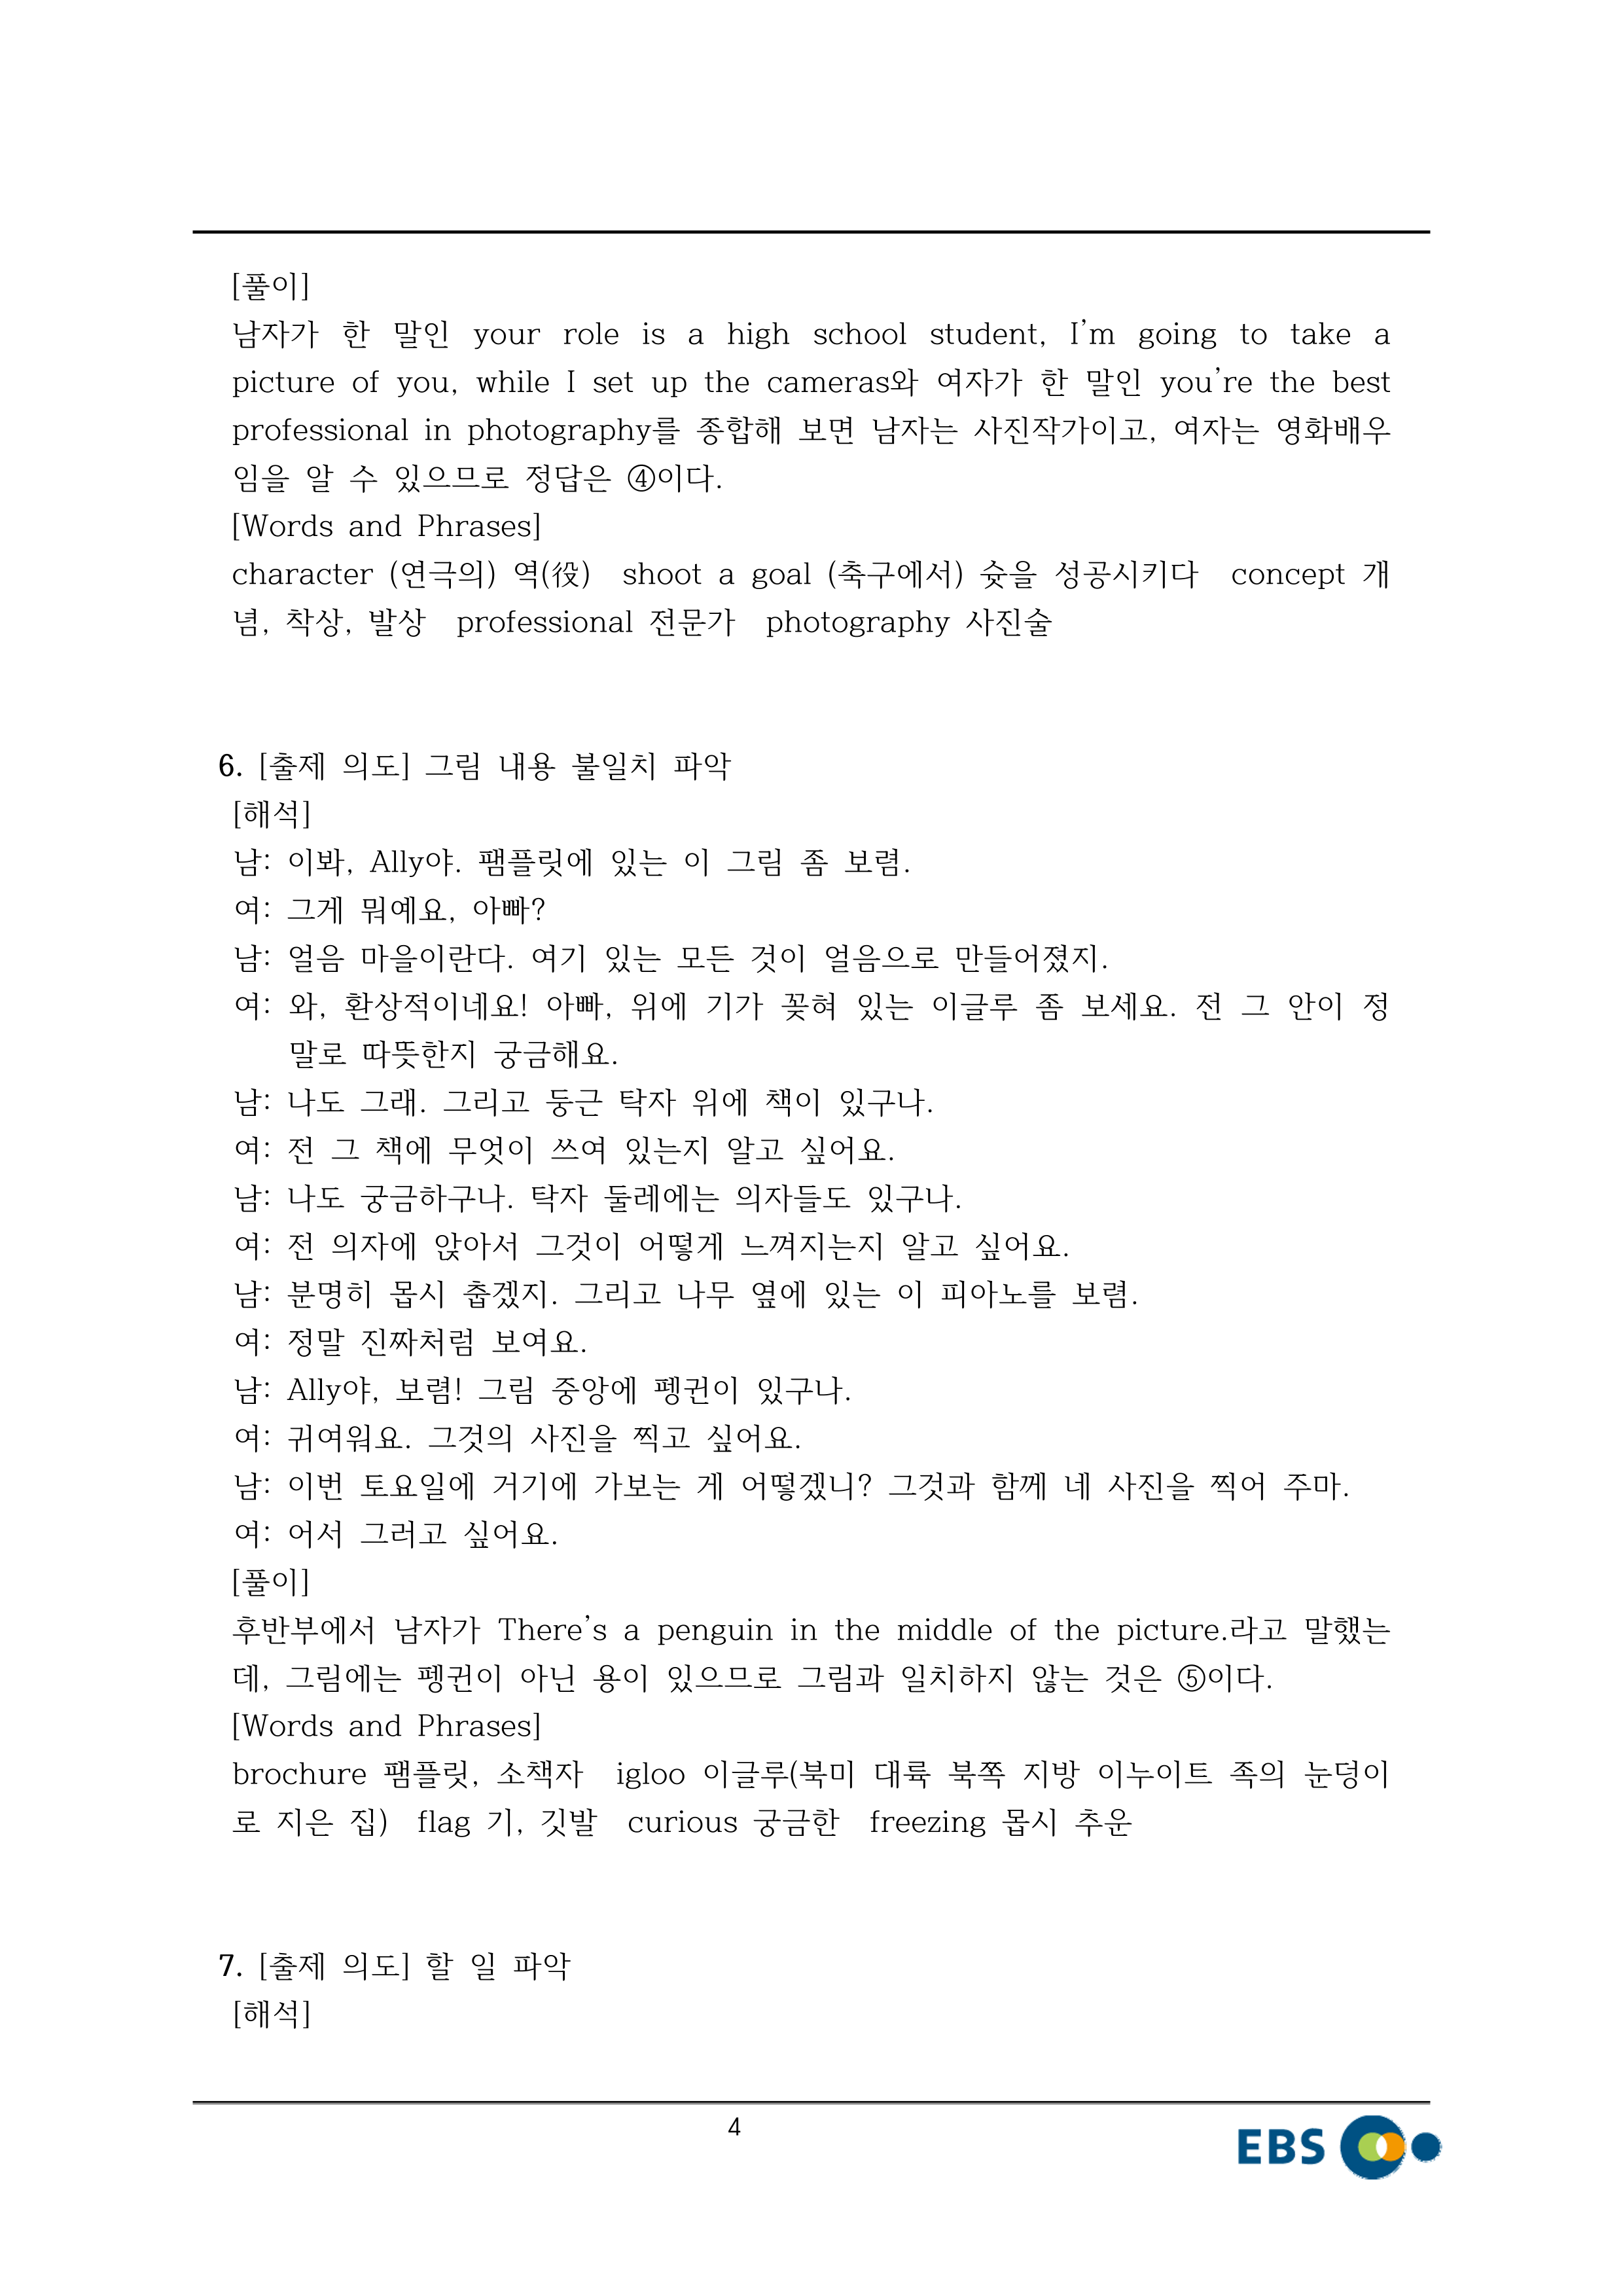 [풀이]
남자가 한 말인 your role is a high school student, I'm going to take a
picture of you, while I set up the cameras와 여자가 한 말인 you're the best
professional in photography를 종합해 보면 남자는 사진작가이고, 여자는 영화배우
임을 알 수 있으므로 정답은 ④이다.
[Words and Phrases]
character (연극의) 역(役)  shoot a goal (축구에서) 슛을 성공시키다  concept 개
념, 착상, 발상  professional 전문가  photography 사진술
6. [출제 의도] 그림 내용 불일치 파악
[해석]
남: 이봐, Ally야. 팸플릿에 있는 이 그림 좀 보렴.
여: 그게 뭐예요, 아빠?
남: 얼음 마을이란다. 여기 있는 모든 것이 얼음으로 만들어졌지.
여: 와, 환상적이네요! 아빠, 위에 기가 꽂혀 있는 이글루 좀 보세요. 전 그 안이 정
말로 따뜻한지 궁금해요.
남: 나도 그래. 그리고 둥근 탁자 위에 책이 있구나.
여: 전 그 책에 무엇이 쓰여 있는지 알고 싶어요.
남: 나도 궁금하구나. 탁자 둘레에는 의자들도 있구나.
여: 전 의자에 앉아서 그것이 어떻게 느껴지는지 알고 싶어요.
남: 분명히 몹시 춥겠지. 그리고 나무 옆에 있는 이 피아노를 보렴.
여: 정말 진짜처럼 보여요.
남: Ally야, 보렴! 그림 중앙에 펭귄이 있구나.
여: 귀여워요. 그것의 사진을 찍고 싶어요.
남: 이번 토요일에 거기에 가보는 게 어떻겠니? 그것과 함께 네 사진을 찍어 주마.
여: 어서 그러고 싶어요.
[풀이]
후반부에서 남자가 There's a penguin in the middle of the picture.라고 말했는
데, 그림에는 펭귄이 아닌 용이 있으므로 그림과 일치하지 않는 것은 ⑤이다.
[Words and Phrases]
brochure 팸플릿, 소책자  igloo 이글루(북미 대륙 북쪽 지방 이누이트 족의 눈덩이
로 지은 집)  flag 기, 깃발  curious 궁금한  freezing 몹시 추운
7. [출제 의도] 할 일 파악
[해석]
4
EBS